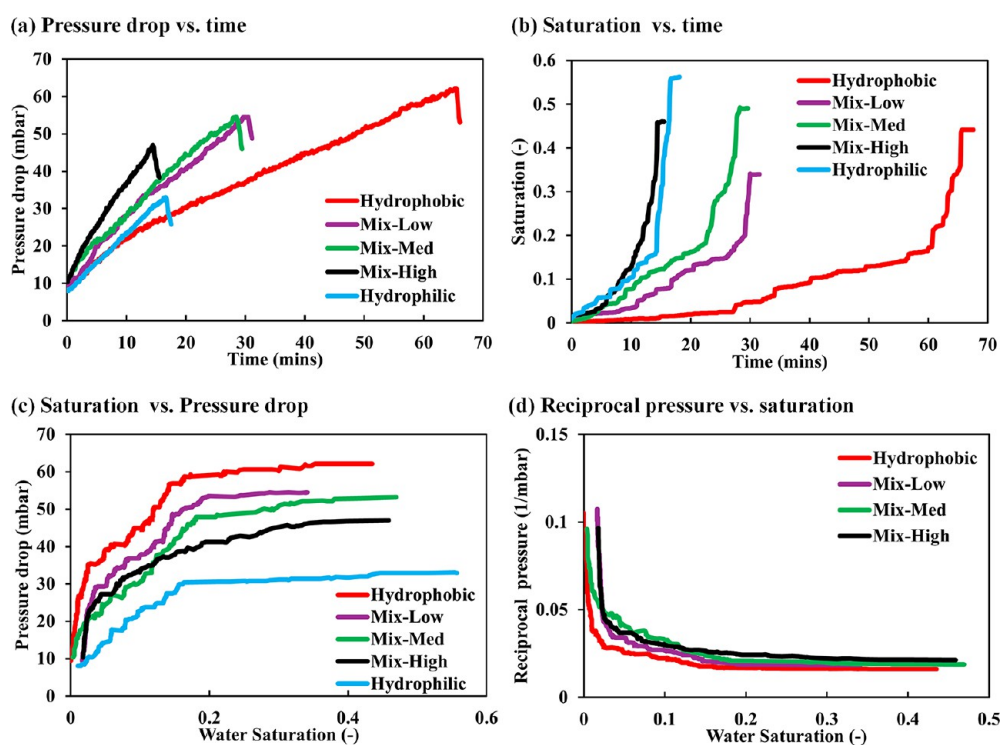 (a) Pressure drop vs. time
70
60
50
40
30
20
10
0
0 10 20 30 40 50 60 70
Pressure drop (mbar)
Time (mins)
Hydrophobic
Mix-Low
Mix-Med
Mix-High
Hydrophilic
(b) Saturation vs. time
0.6
0.5
0.4
0.3
0.2
0.1
0
0 10 20 30 40 50 60 70
Saturation (-)
Time (mins)
Hydrophobic
Mix-Low
Mix-Med
Mix-High
Hydrophilic
(c) Saturation vs. Pressure drop
70
60
50
40
30
20
10
0
0 0.2 0.4 0.6
Pressure drop (mbar)
Water Saturation (-)
Hydrophobic
Mix-Low
Mix-Med
Mix-High
Hydrophilic
(d) Reciprocal pressure vs. saturation
0.15
0.1
0.05
0
0 0.1 0.2 0.3 0.4 0.5
Reciprocal pressure (1/mbar)
Water Saturation (-)
Hydrophobic
Mix-Low
Mix-Med
Mix-High